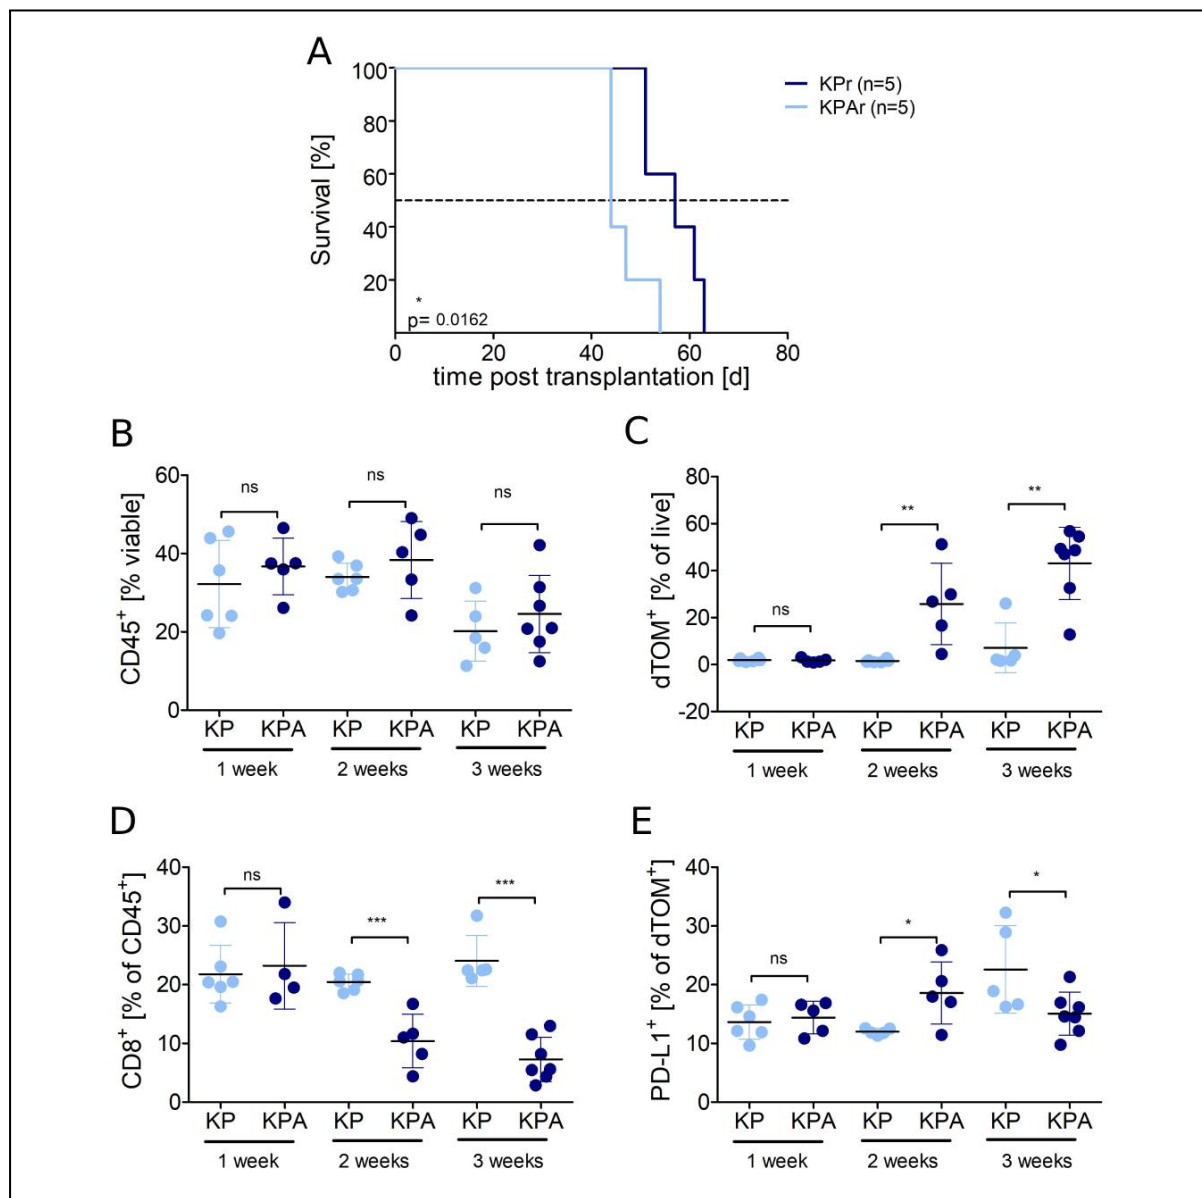 A
100
80
60
40
20
Survival [%]
KPr (n=5)
KPAr (n=5)
*
p= 0.0162
0 20 40 60 80
time post transplantation [d]
B
60
40
20
0
CD45+ [% viable]
ns ns ns
KP KPA KP KPA KP KPA
1 week 2 weeks 3 weeks
C
80
60
40
20
0
-20
dTOM+ [% of live]
ns ** **
KP KPA KP KPA KP KPA
1 week 2 weeks 3 weeks
D
40
30
20
10
0
CD8+ [% of CD45+]
ns *** ***
KP KPA KP KPA KP KPA
1 week 2 weeks 3 weeks
E
40
30
20
10
0
PD-L1+ [% of dTOM+]
ns * *
KP KPA KP KPA KP KPA
1 week 2 weeks 3 weeks